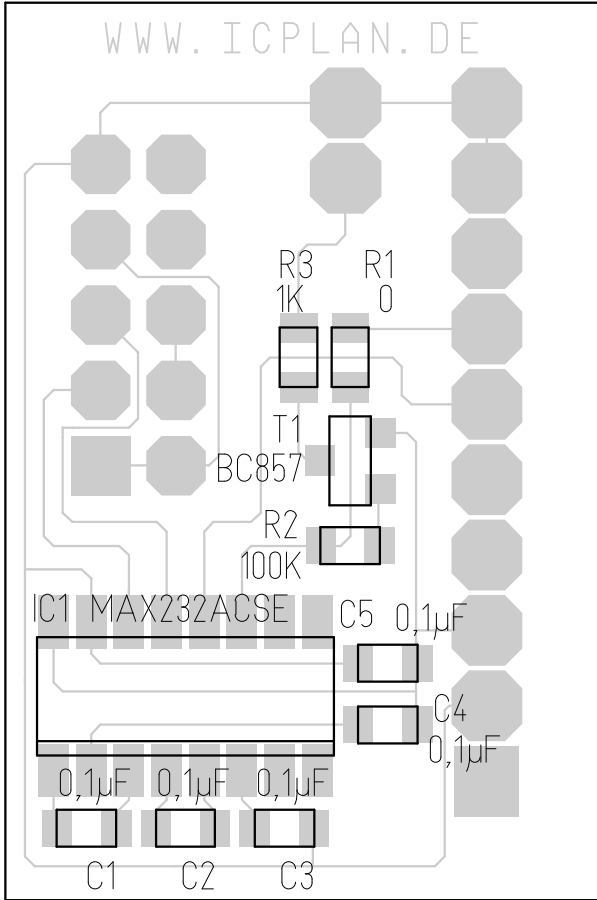 WWW.ICPLAN.DE
R3 R1
1K 0
T1
BC857
R2
100K
IC1 MAX232ACSE C5 0,1µF
C4
0,1µF
0,1µF 0,1µF 0,1µF
C1 C2 C3